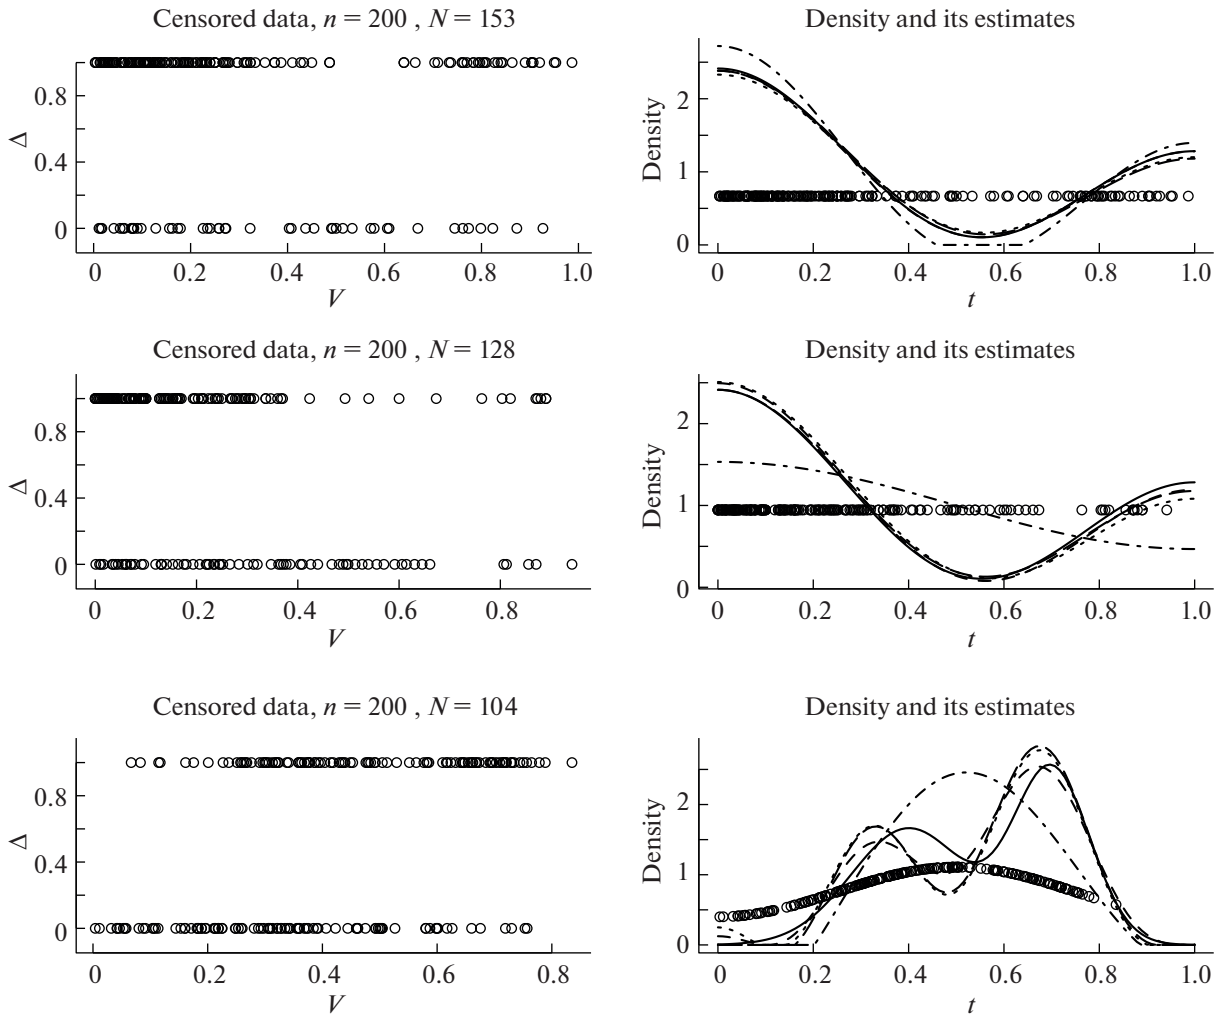 Censored data, n = 200 , N = 153
Δ
0.8
0.4
0
0 0.2 0.4 0.6 0.8 1.0
V
Density and its estimates
Density
2
1
0
0 0.2 0.4 0.6 0.8 1.0
t
Censored data, n = 200 , N = 128
Δ
0.8
0.4
0
0 0.2 0.4 0.6 0.8
V
Density and its estimates
Density
2
1
0
0 0.2 0.4 0.6 0.8 1.0
t
Censored data, n = 200 , N = 104
Δ
0.8
0.4
0
0 0.2 0.4 0.6 0.8
V
Density and its estimates
Density
2
1
0
0 0.2 0.4 0.6 0.8 1.0
t